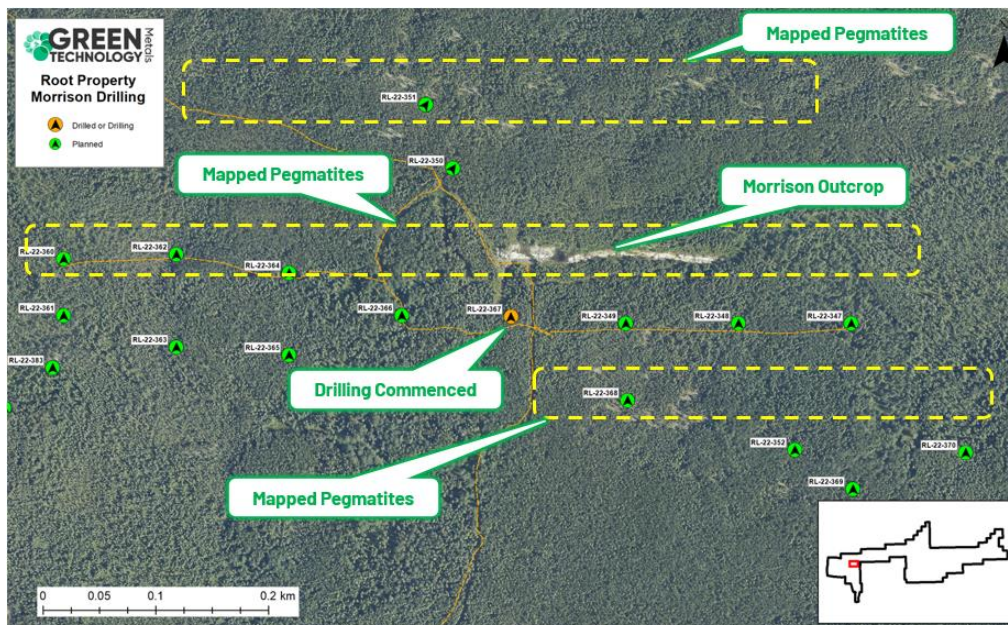 GREEN
TECHNOLOGY
Metals
Root Property
Morrison Drilling
Drilled or Drilling
Planned
Mapped Pegmatites
RL-22-351
RL-22-350
Mapped Pegmatites
Morrison Outcrop
RL-22-360
RL-22-362
RL-22-364
RL-22-361
RL-22-366
RL-22-367
RL-22-349
RL-22-348
RL-22-347
RL-22-363
RL-22-365
RL-22-383
Drilling Commenced
RL-22-368
RL-22-352
RL-22-370
Mapped Pegmatites
RL-22-369
0 0.05 0.1 0.2 km